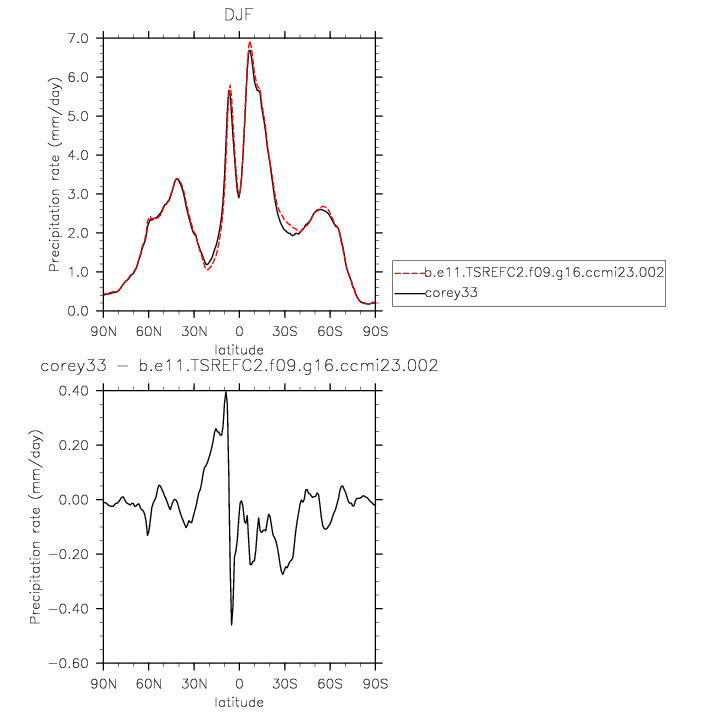 DJF
7.0
6.0
5.0
4.0
3.0
2.0
1.0
0.0
Precipitation rate (mm/day)
90N 60N 30N 0 30S 60S 90S
latitude
b.e11.TSREFC2.f09.g16.ccmi23.002
corey33
corey33 − b.e11.TSREFC2.f09.g16.ccmi23.002
0.40
0.20
0.00
−0.20
−0.40
−0.60
Precipitation rate (mm/day)
90N 60N 30N 0 30S 60S 90S
latitude